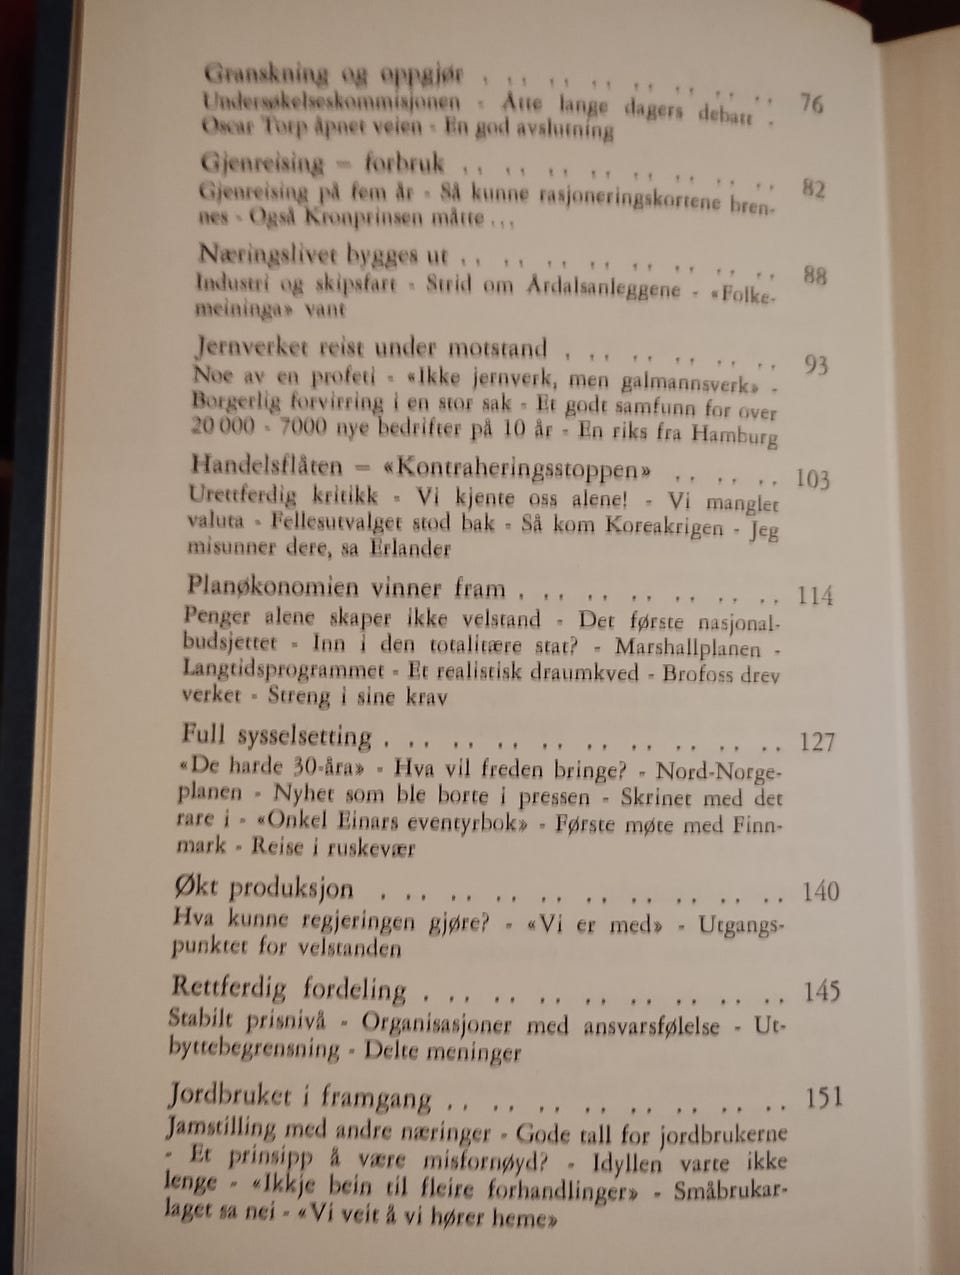 Granskning og oppgjør . . . . . . . . . . . . . . 76
Undersøkelseskommisjonen - Åtte lange dagers debatt -
Oscar Torp åpnet veien - En god avslutning
Gjenreising – forbruk . . . . . . . . . . . . . . . 82
Gjenreising på fem år - Så kunne rasjoneringskortene bren-
nes - Også Kronprinsen måtte ...
Næringslivet bygges ut . . . . . . . . . . . . . . . 88
Industri og skipsfart - Strid om Årdalsanleggene - «Folke-
meininga» vant
Jernverket reist under motstand . . . . . . . . . . . 93
Noe av en profeti - «Ikke jernverk, men galmannsverk» -
Borgerlig forvirring i en stor sak - Et godt samfunn for over
20 000 - 7000 nye bedrifter på 10 år - En riks fra Hamburg
Handelsflåten – «Kontraheringsstoppen» . . . . . . 103
Urettferdig kritikk - Vi kjente oss alene! - Vi manglet
valuta - Fellesutvalget stod bak - Så kom Koreakrigen - Jeg
misunner dere, sa Erlander
Planøkonomien vinner fram . . . . . . . . . . . . . 114
Penger alene skaper ikke velstand - Det første nasjonal-
budsjettet - Inn i den totalitære stat? - Marshallplanen -
Langtidsprogrammet - Et realistisk draumkved - Brofoss drev
verket - Streng i sine krav
Full sysselsetting . . . . . . . . . . . . . . . . . . . 127
«De harde 30-åra» - Hva vil freden bringe? - Nord-Norge-
planen - Nyhet som ble borte i pressen - Skrinet med det
rare i - «Onkel Einars eventyrbok» - Første møte med Finn-
mark - Reise i ruskevær
Økt produksjon . . . . . . . . . . . . . . . . . . . 140
Hva kunne regjeringen gjøre? - «Vi er med» - Utgangs-
punktet for velstanden
Rettferdig fordeling . . . . . . . . . . . . . . . . . 145
Stabilt prisnivå - Organisasjoner med ansvarsfølelse - Ut-
byttebegrensning - Delte meninger
Jordbruket i framgang . . . . . . . . . . . . . . . . 151
Jamstilling med andre næringer - Gode tall for jordbrukerne
- Et prinsipp å være misfornøyd? - Idyllen varte ikke
lenge - «Ikkje bein til fleire forhandlinger» - Småbrukar-
laget sa nei - «Vi veit å vi hører heme»